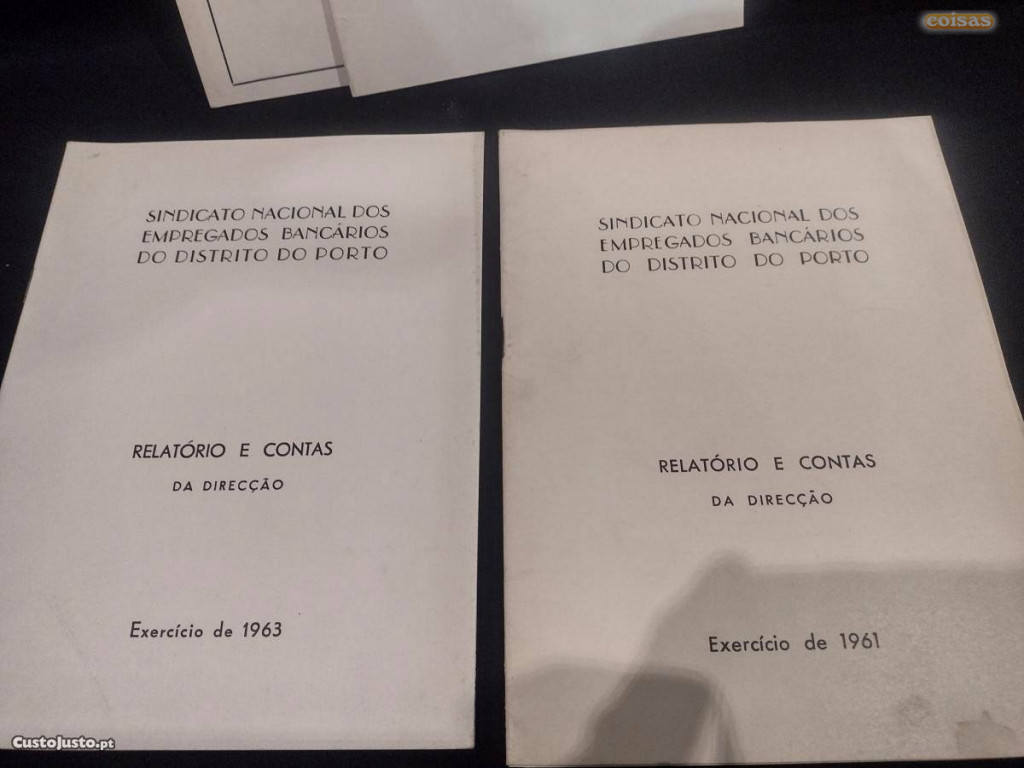 coisas
SINDICATO NACIONAL DOS
EMPREGADOS BANCÁRIOS
DO DISTRITO DO PORTO
RELATÓRIO E CONTAS
DA DIRECÇÃO
Exercício de 1963
SINDICATO NACIONAL DOS
EMPREGADOS BANCÁRIOS
DO DISTRITO DO PORTO
RELATÓRIO E CONTAS
DA DIRECÇÃO
Exercício de 1961
CustoJusto.pt